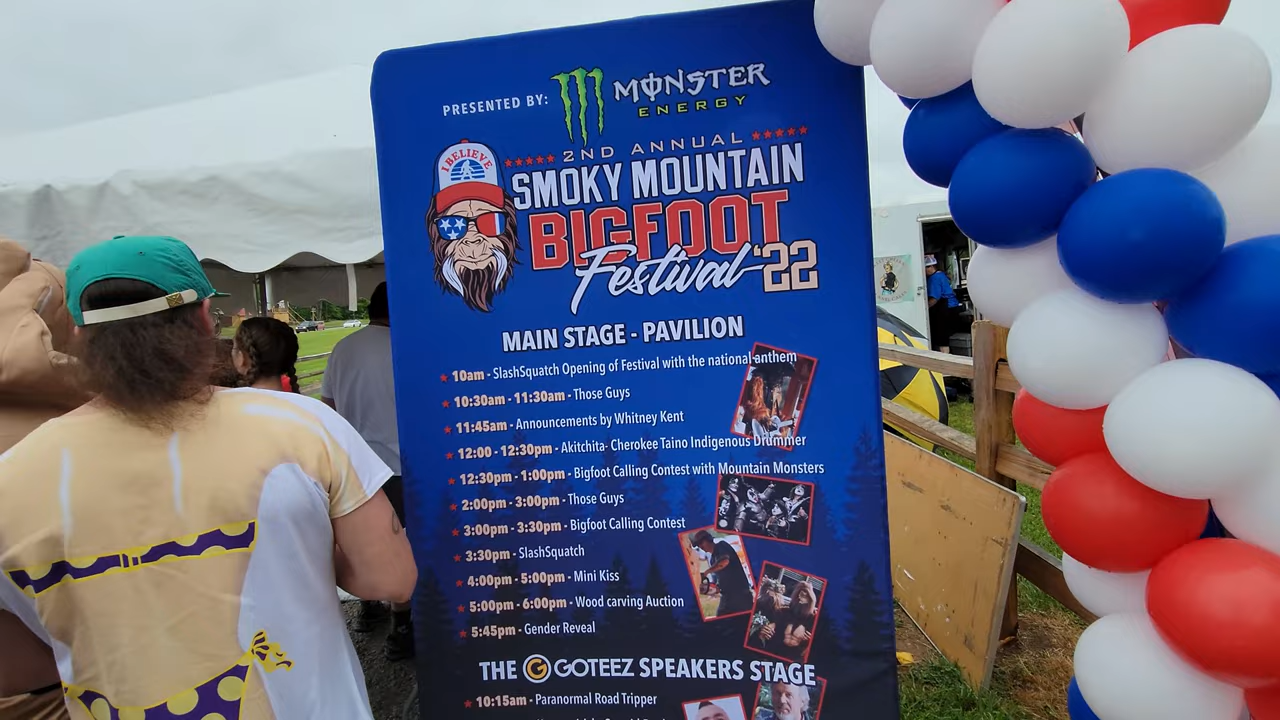 PRESENTED BY: MONSTER
ENERGY
2ND ANNUAL
I BELIEVE
SMOKY MOUNTAIN
BIGFOOT
Festival '22
MAIN STAGE - PAVILION
10am - SlashSquatch Opening of Festival with the national anthem
10:30am - 11:30am - Those Guys
11:45am - Announcements by Whitney Kent
12:00 - 12:30pm - Akitchita- Cherokee Taino Indigenous Drummer
12:30pm - 1:00pm - Bigfoot Calling Contest with Mountain Monsters
2:00pm - 3:00pm - Those Guys
3:00pm - 3:30pm - Bigfoot Calling Contest
3:30pm - SlashSquatch
4:00pm - 5:00pm - Mini Kiss
5:00pm - 6:00pm - Wood carving Auction
5:45pm - Gender Reveal
THE G GOTEEZ SPEAKERS STAGE
10:15am - Paranormal Road Tripper